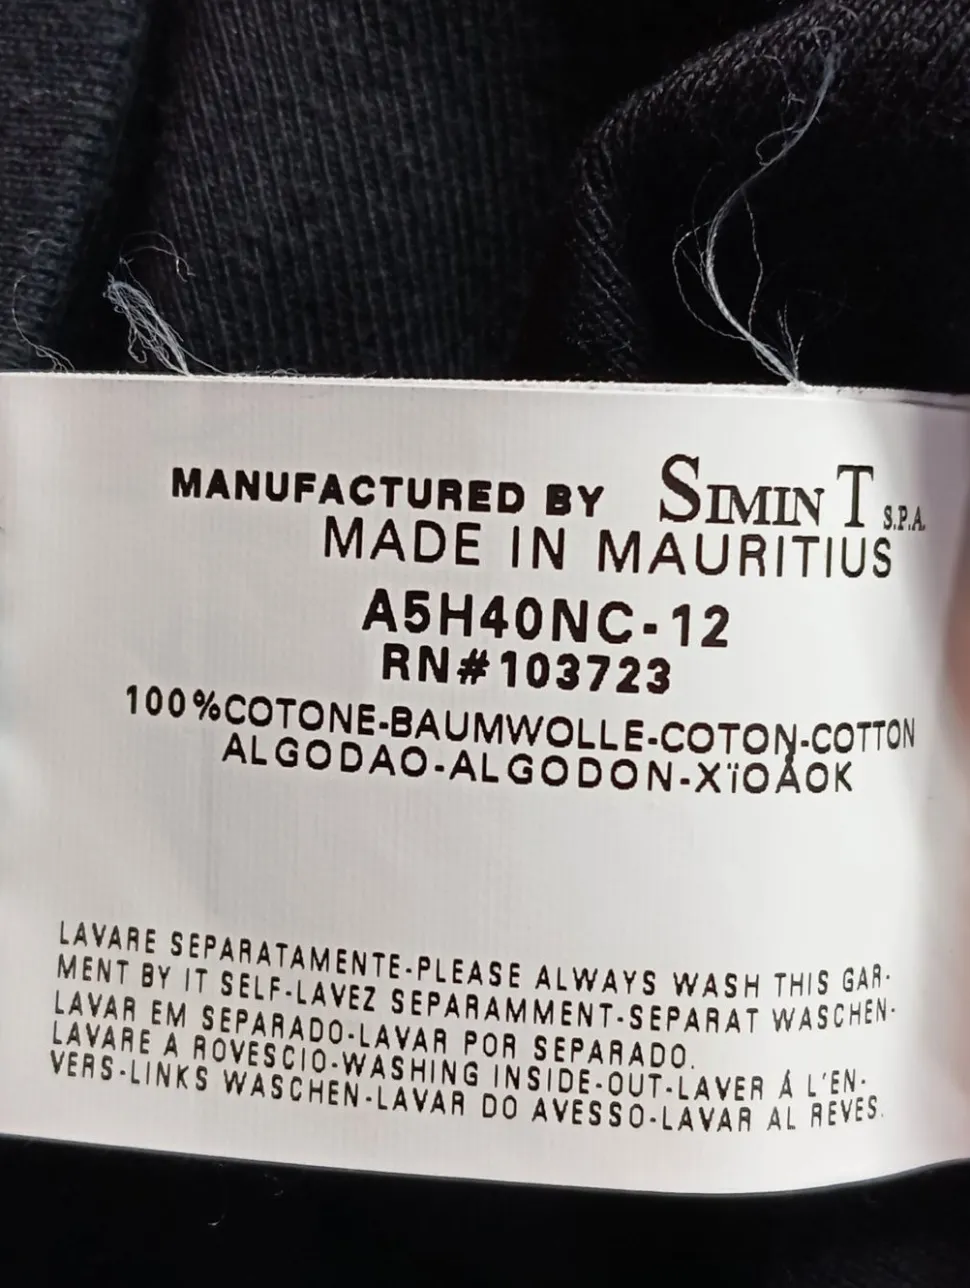 MANUFACTURED BY SIMINT S.P.A.
MADE IN MAURITIUS
A5H40NC-12
RN#103723
100%COTONE-BAUMWOLLE-COTON-COTTON
ALGODAO-ALGODON-XÏOÀOK
LAVARE SEPARATAMENTE-PLEASE ALWAYS WASH THIS GAR-
MENT BY IT SELF-LAVEZ SEPARAMMENT-SEPARAT WASCHEN-
LAVAR EM SEPARADO-LAVAR POR SEPARADO.
LAVARE A ROVESCIO-WASHING INSIDE-OUT-LAVER Á L'EN-
VERS-LINKS WASCHEN-LAVAR DO AVESSO-LAVAR AL REVES.